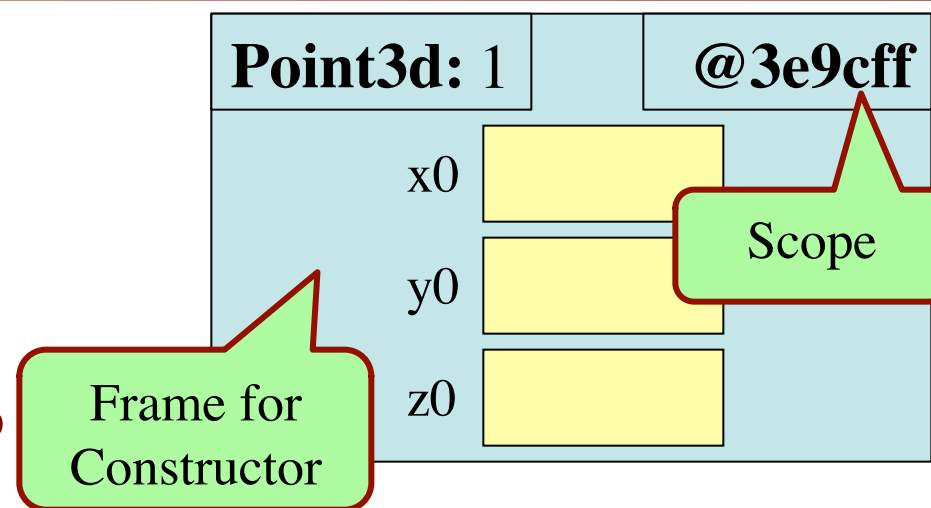 Point3d: 1
@3e9cff
x0
Scope
y0
Frame for
Constructor
z0